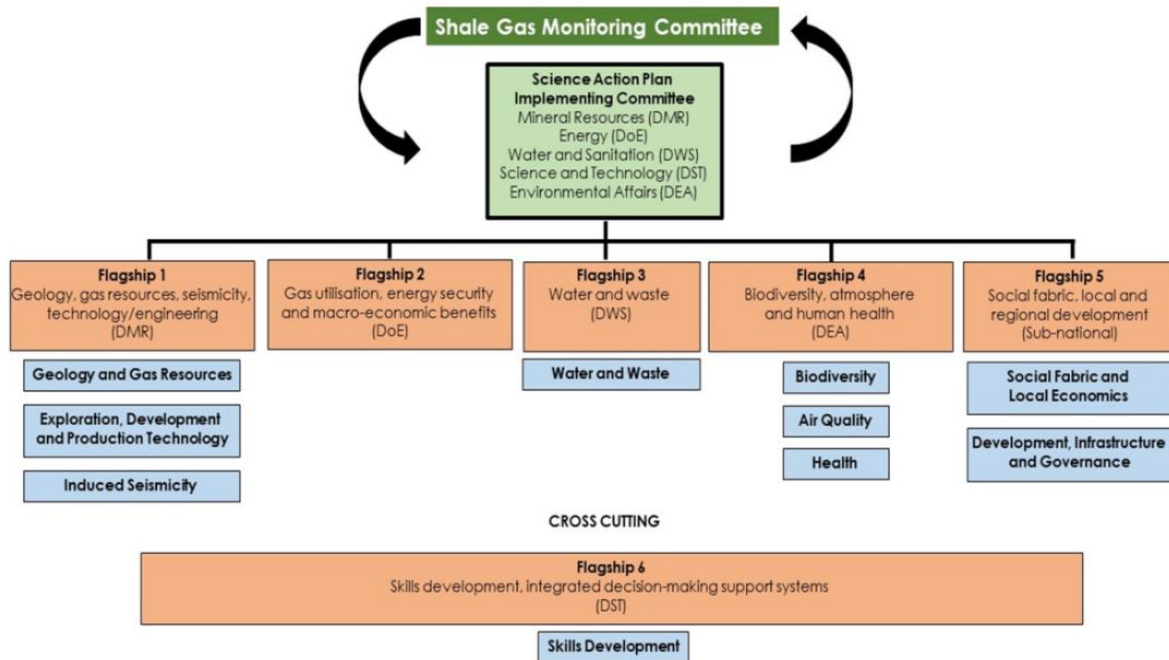 Shale Gas Monitoring Committee
Science Action Plan
Implementing Committee
Mineral Resources (DMR)
Energy (DoE)
Water and Sanitation (DWS)
Science and Technology (DST)
Environmental Affairs (DEA)
Flagship 1
Geology, gas resources, seismicity,
technology/engineering
(DMR)
Geology and Gas Resources
Exploration, Development
and Production Technology
Induced Seismicity
Flagship 2
Gas utilisation, energy security
and macro-economic benefits
(DoE)
Flagship 3
Water and waste
(DWS)
Water and Waste
Flagship 4
Biodiversity, atmosphere
and human health
(DEA)
Biodiversity
Air Quality
Health
Flagship 5
Social fabric, local and
regional development
(Sub-national)
Social Fabric and
Local Economics
Development, Infrastructure
and Governance
CROSS CUTTING
Flagship 6
Skills development, integrated decision-making support systems
(DST)
Skills Development